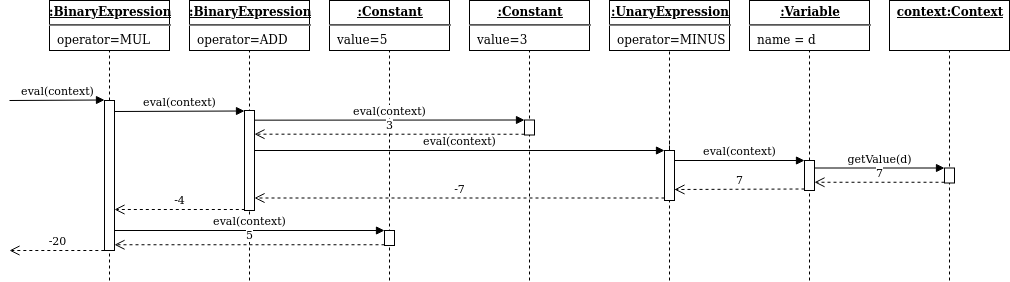 :BinaryExpression
operator=MUL
:BinaryExpression
operator=ADD
:Constant
value=5
:Constant
value=3
:UnaryExpression
operator=MINUS
:Variable
name = d
context:Context
eval(context)
eval(context)
eval(context)
3
eval(context)
eval(context)
getValue(d)
7
7
-7
-4
eval(context)
5
-20